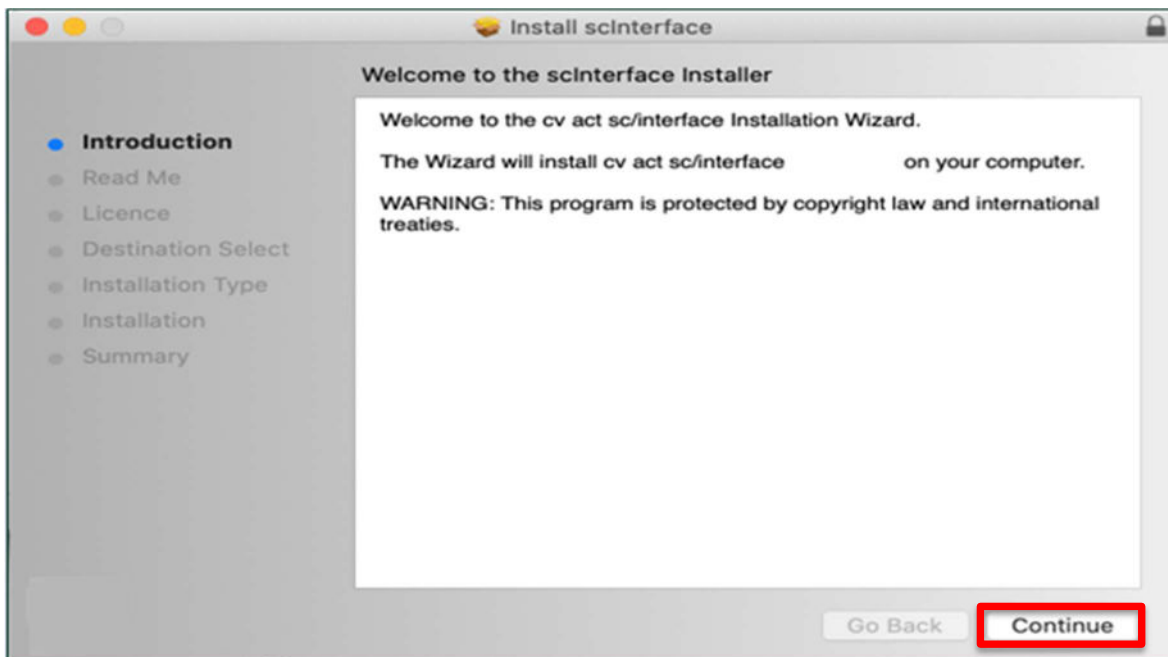 Install scInterface
Welcome to the scInterface Installer
Introduction
Read Me
Licence
Destination Select
Installation Type
Installation
Summary
Welcome to the cv act sc/interface Installation Wizard.
The Wizard will install cv act sc/interface on your computer.
WARNING: This program is protected by copyright law and international
treaties.
Go Back
Continue